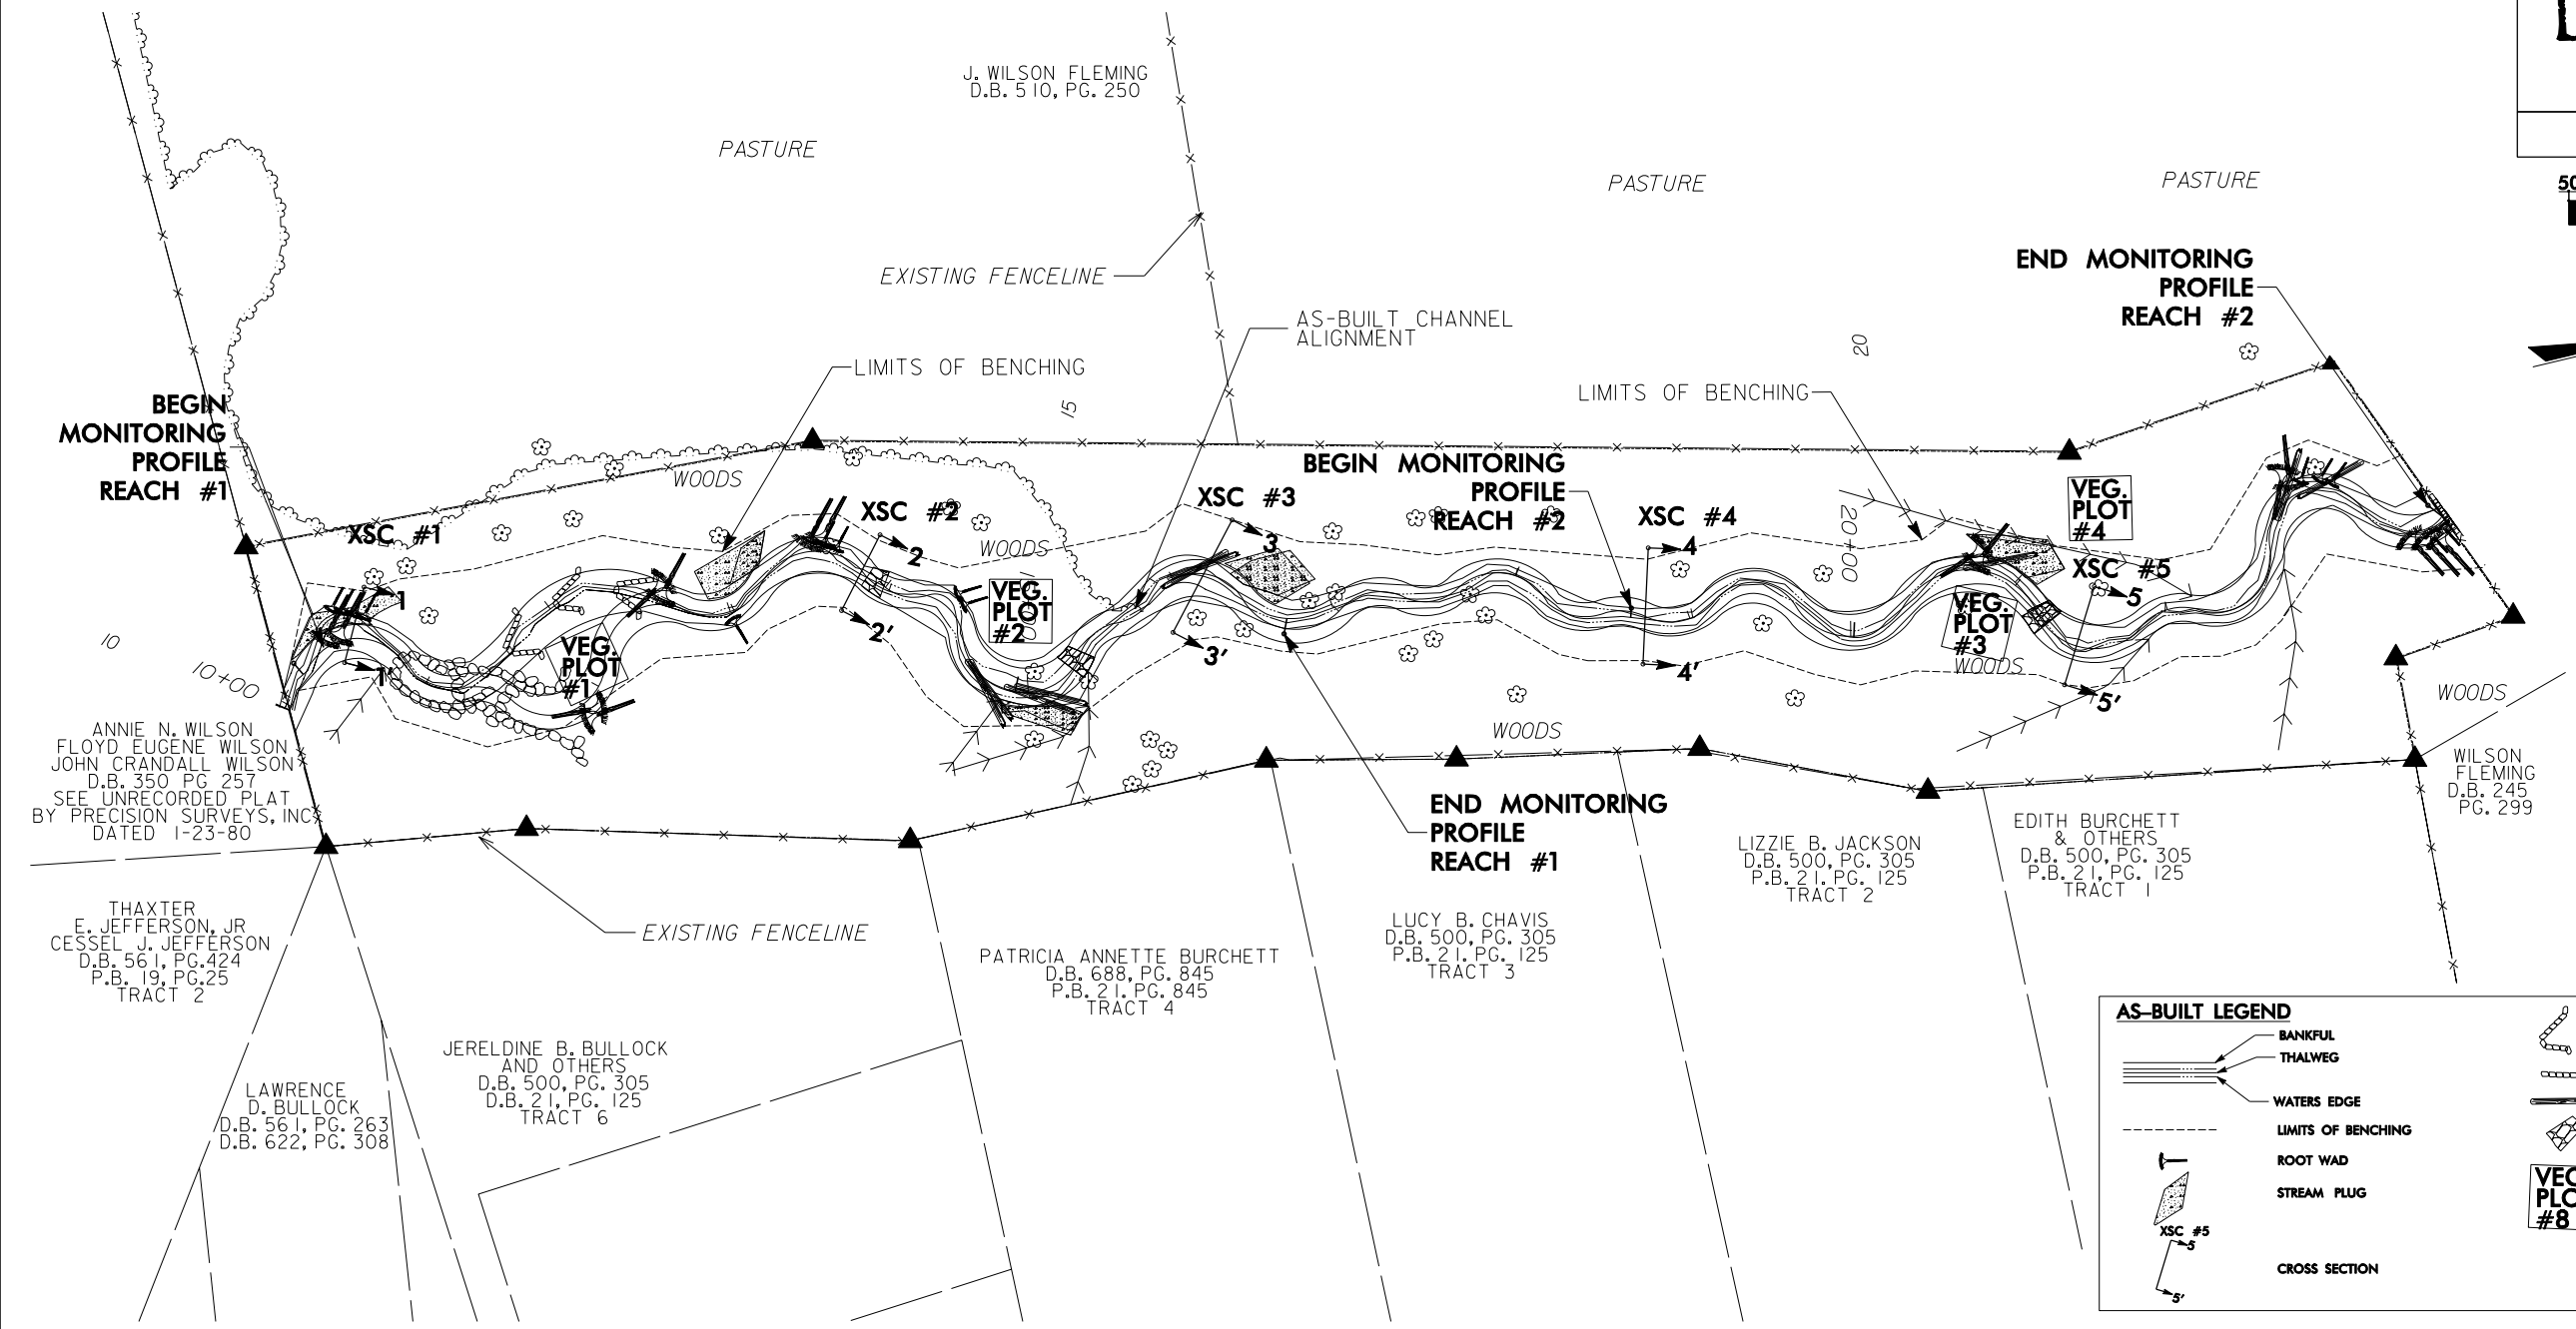 J. WILSON FLEMING
D.B. 510, PG. 250
PASTURE
PASTURE
PASTURE
50
EXISTING FENCELINE
END MONITORING
PROFILE
REACH #2
AS-BUILT CHANNEL
ALIGNMENT
LIMITS OF BENCHING
LIMITS OF BENCHING
15
20
BEGIN
MONITORING
PROFILE
REACH #1
WOODS
BEGIN MONITORING
PROFILE
REACH #2
XSC #1
XSC #2
XSC #3
XSC #4
XSC #5
VEG.
PLOT
#4
20+00
WOODS
1
2
3
4
5
1'
2'
3'
4'
5'
VEG.
PLOT
#1
VEG.
PLOT
#2
VEG.
PLOT
#3
WOODS
WOODS
WOODS
10
10+00
ANNIE N. WILSON
FLOYD EUGENE WILSON
JOHN CRANDALL WILSON
D.B. 350 PG 257
SEE UNRECORDED PLAT
BY PRECISION SURVEYS, INC
DATED 1-23-80
WILSON
FLEMING
D.B. 245
PG. 299
END MONITORING
PROFILE
REACH #1
LIZZIE B. JACKSON
D.B. 500, PG. 305
P.B. 21, PG. 125
TRACT 2
EDITH BURCHETT
& OTHERS
D.B. 500, PG. 305
P.B. 21, PG. 125
TRACT 1
THAXTER
E. JEFFERSON, JR
CESSEL J. JEFFERSON
D.B. 561, PG.424
P.B. 19, PG.25
TRACT 2
EXISTING FENCELINE
LUCY B. CHAVIS
D.B. 500, PG. 305
P.B. 21, PG. 125
TRACT 3
PATRICIA ANNETTE BURCHETT
D.B. 688, PG. 845
P.B. 21, PG. 845
TRACT 4
JERELDINE B. BULLOCK
AND OTHERS
D.B. 500, PG. 305
D.B. 21, PG. 125
TRACT 6
LAWRENCE
D. BULLOCK
D.B. 561, PG. 263
D.B. 622, PG. 308
AS-BUILT LEGEND
BANKFUL
THALWEG
WATERS EDGE
LIMITS OF BENCHING
ROOT WAD
STREAM PLUG
XSC #5
5
5'
CROSS SECTION
#8